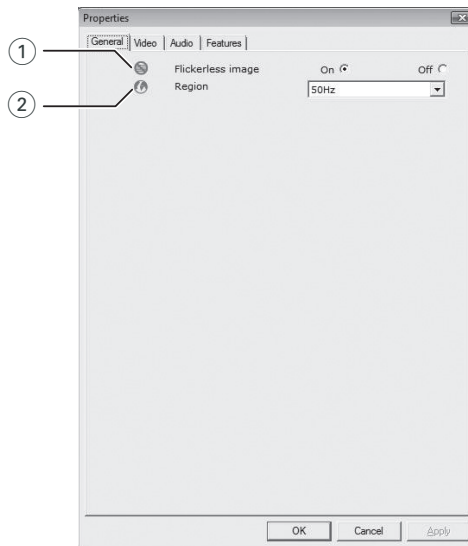 Properties
General Video Audio Features
1 Flickerless image On Off
2 Region 50Hz
OK Cancel Apply